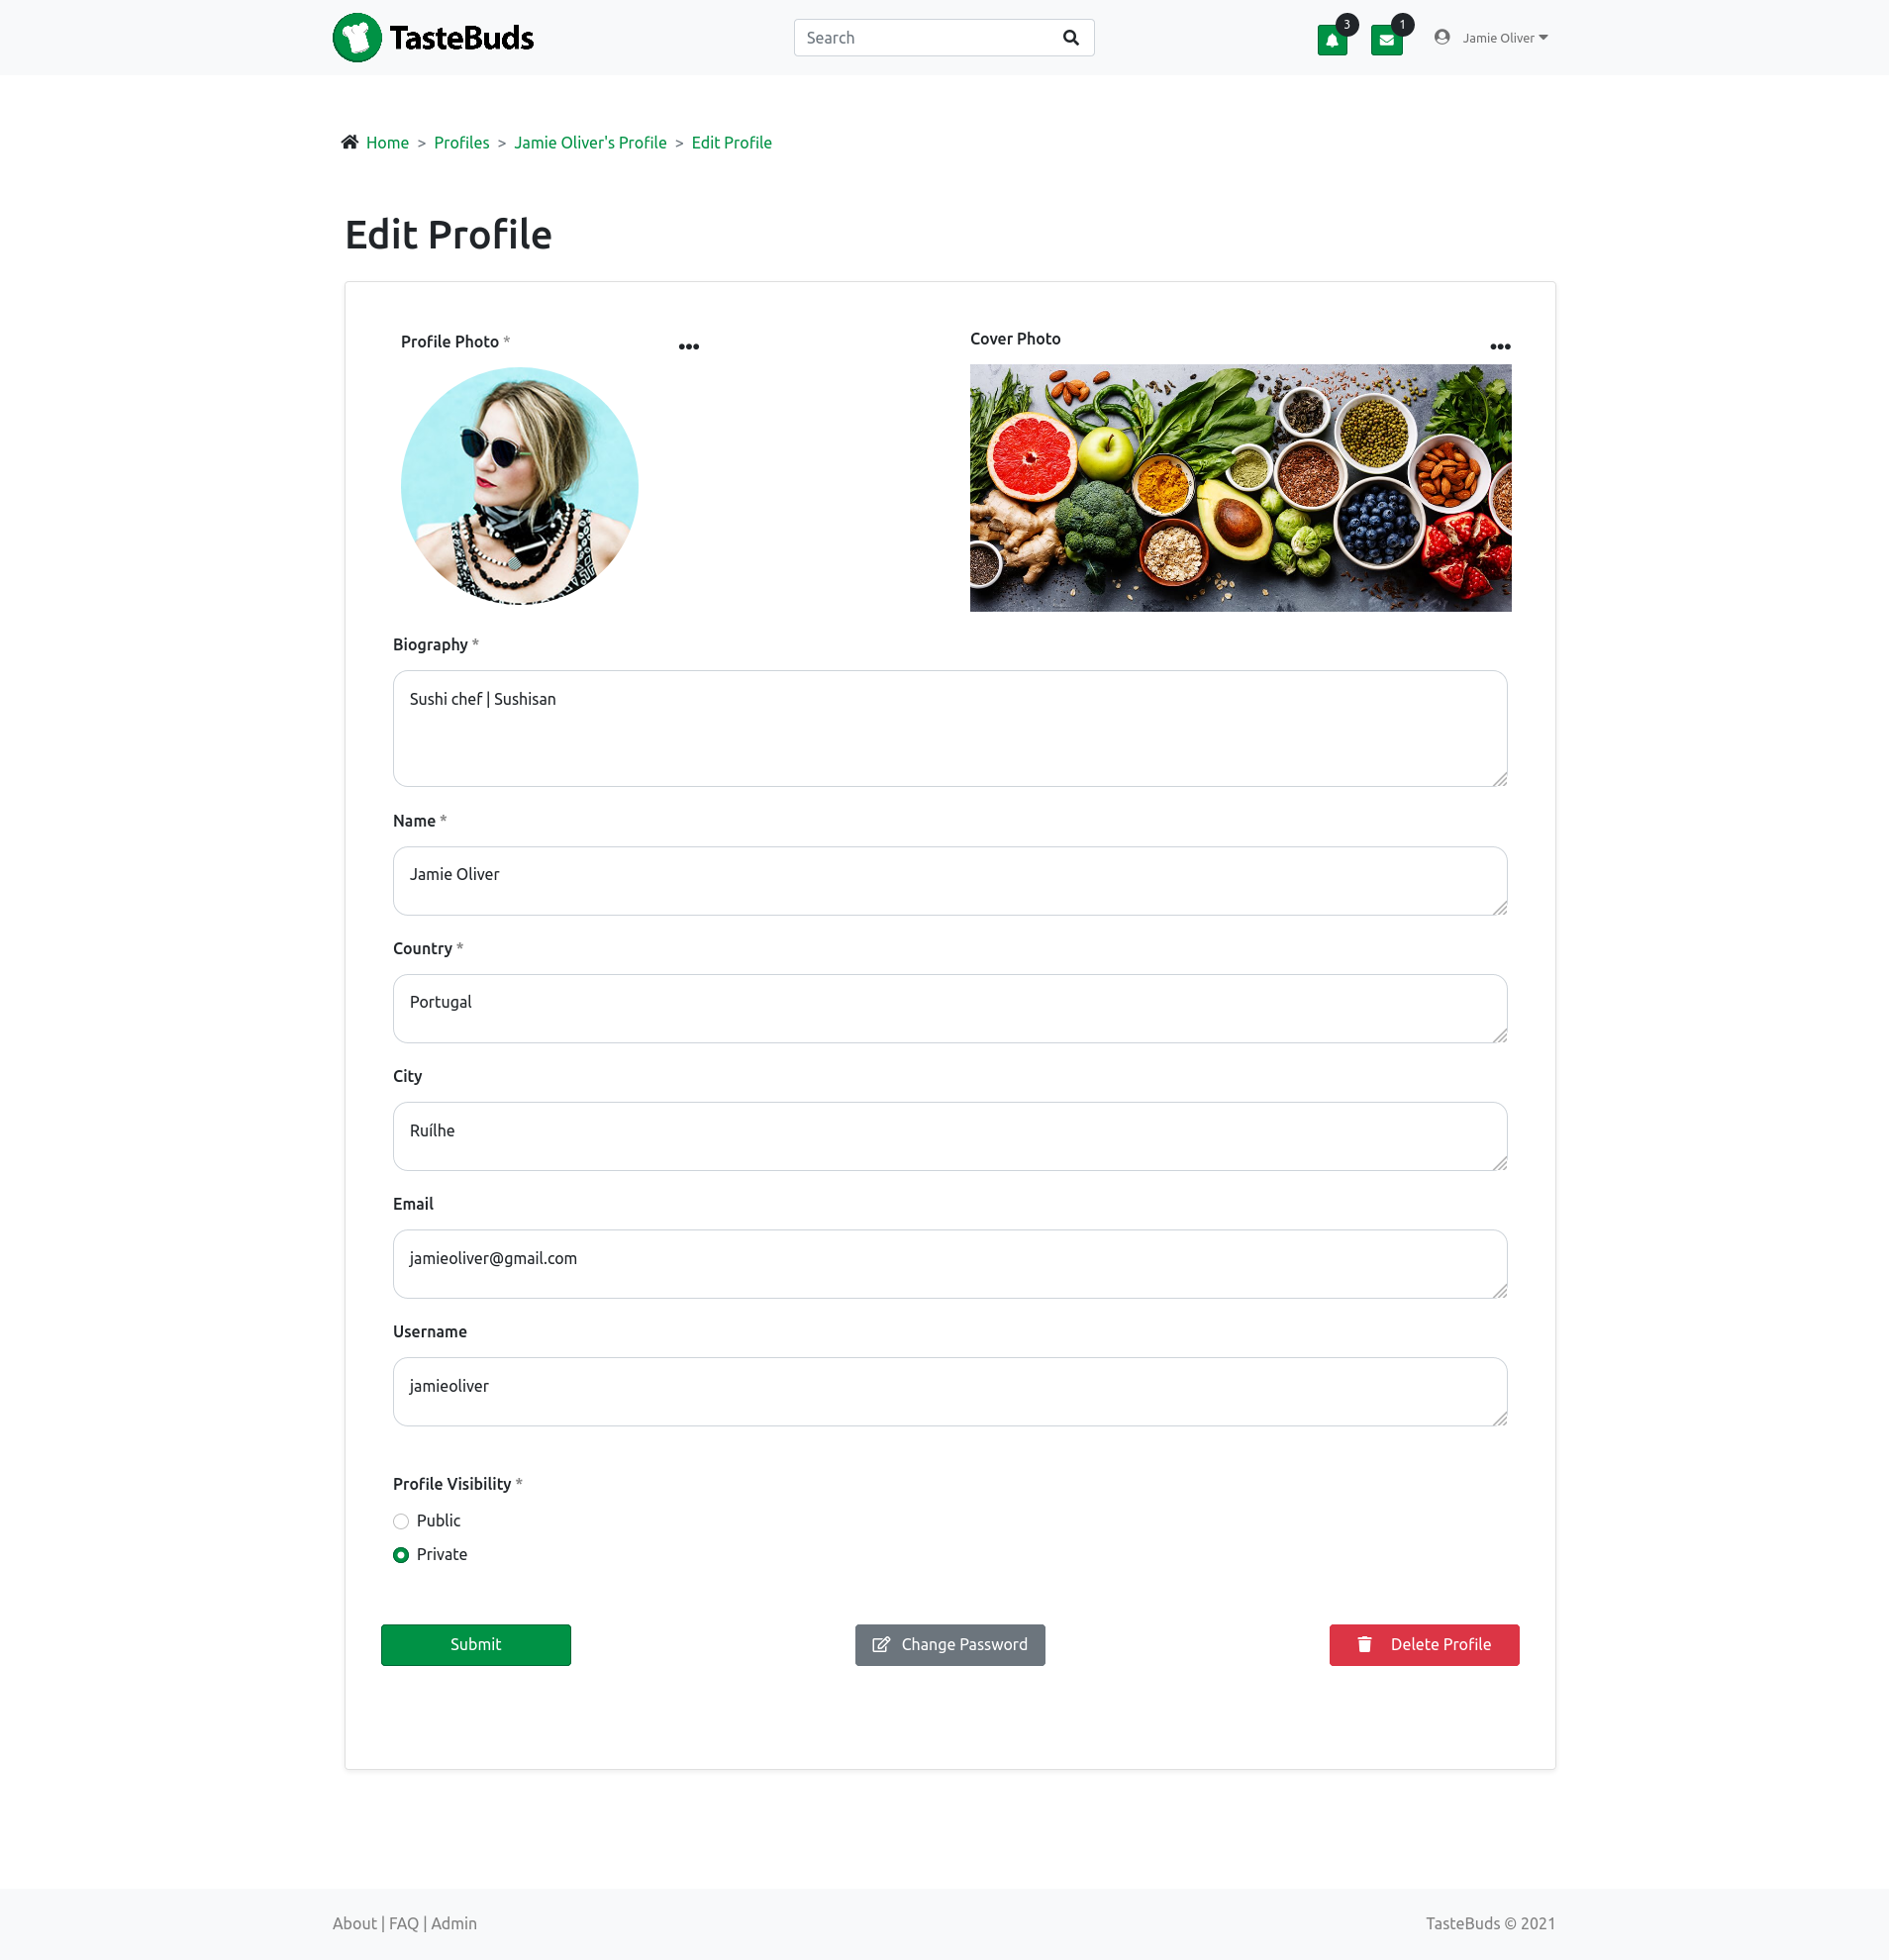 TasteBuds
Search
3
1
Jamie Oliver
Home > Profiles > Jamie Oliver's Profile > Edit Profile
Edit Profile
Profile Photo *
Cover Photo
Biography *
Sushi chef | Sushisan
Name *
Jamie Oliver
Country *
Portugal
City
Ruílhe
Email
jamieoliver@gmail.com
Username
jamieoliver
Profile Visibility *
Public
Private
Submit
Change Password
Delete Profile
About | FAQ | Admin
TasteBuds © 2021